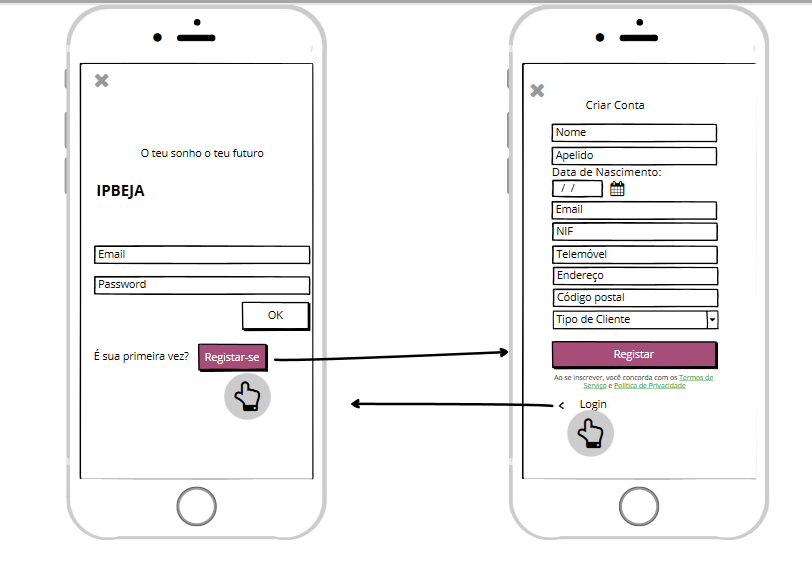 O teu sonho o teu futuro
IPBEJA
Email
Password
OK
É sua primeira vez?
Registar-se
Criar Conta
Nome
Apelido
Data de Nascimento:
/ /
Email
NIF
Telemóvel
Endereço
Código postal
Tipo de Cliente
Registar
Ao se inscrever, você concorda com os Termos de
Serviço e Política de Privacidade
< Login